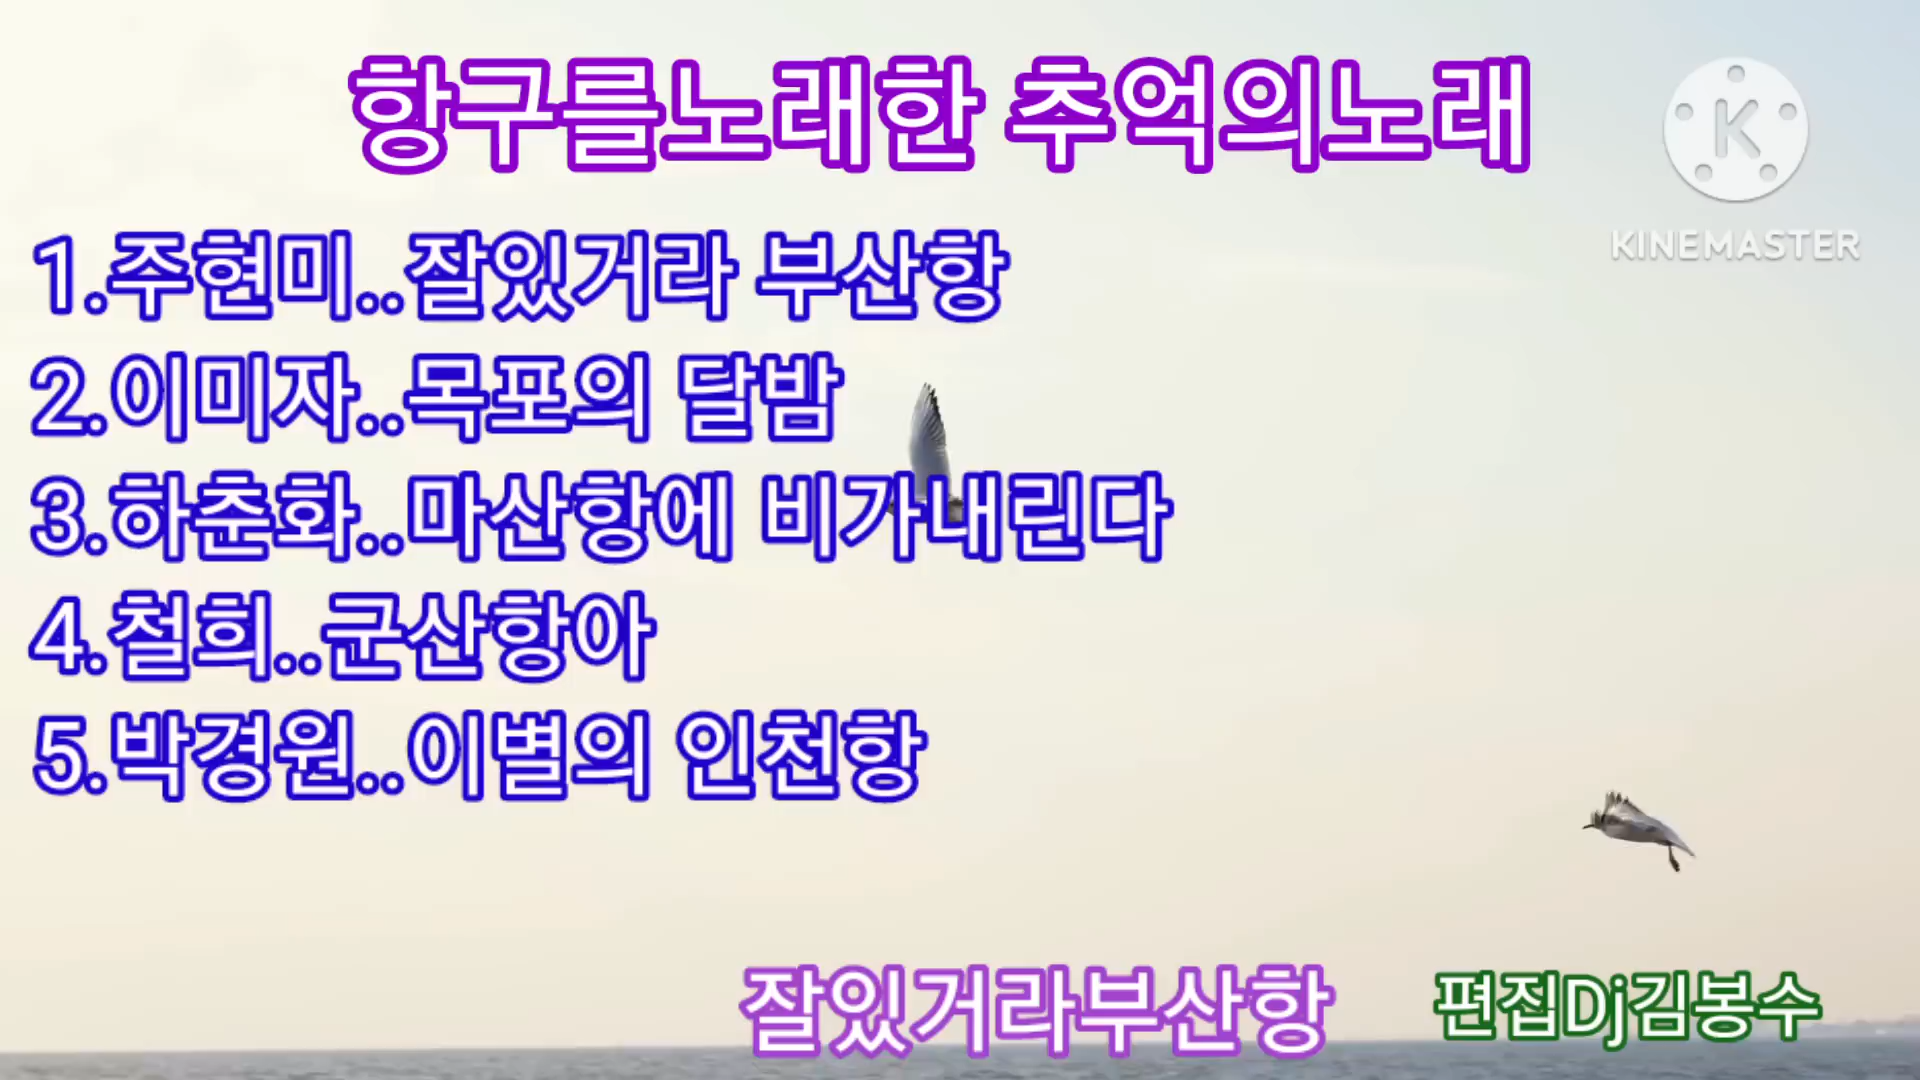 항구를노래한 추억의노래
K
KINEMASTER
1.주현미..잘있거라 부산항
2.이미자..목포의 달밤
3.하춘화..마산항에 비가내린다
4.철희..군산항아
5.박경원..이별의 인천항
잘있거라부산항
편집Dj김봉수